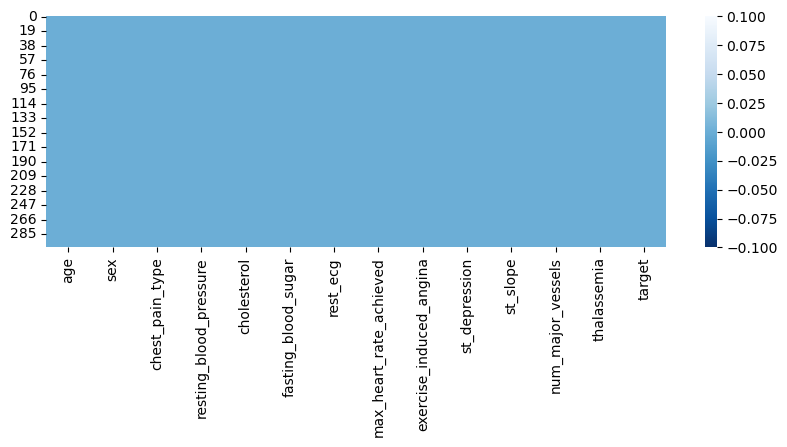 0
19
38
57
76
95
114
133
152
171
190
209
228
247
266
285
age
sex
chest_pain_type
resting_blood_pressure
cholesterol
fasting_blood_sugar
rest_ecg
max_heart_rate_achieved
exercise_induced_angina
st_depression
st_slope
num_major_vessels
thalassemia
target
0.100
0.075
0.050
0.025
0.000
−0.025
−0.050
−0.075
−0.100